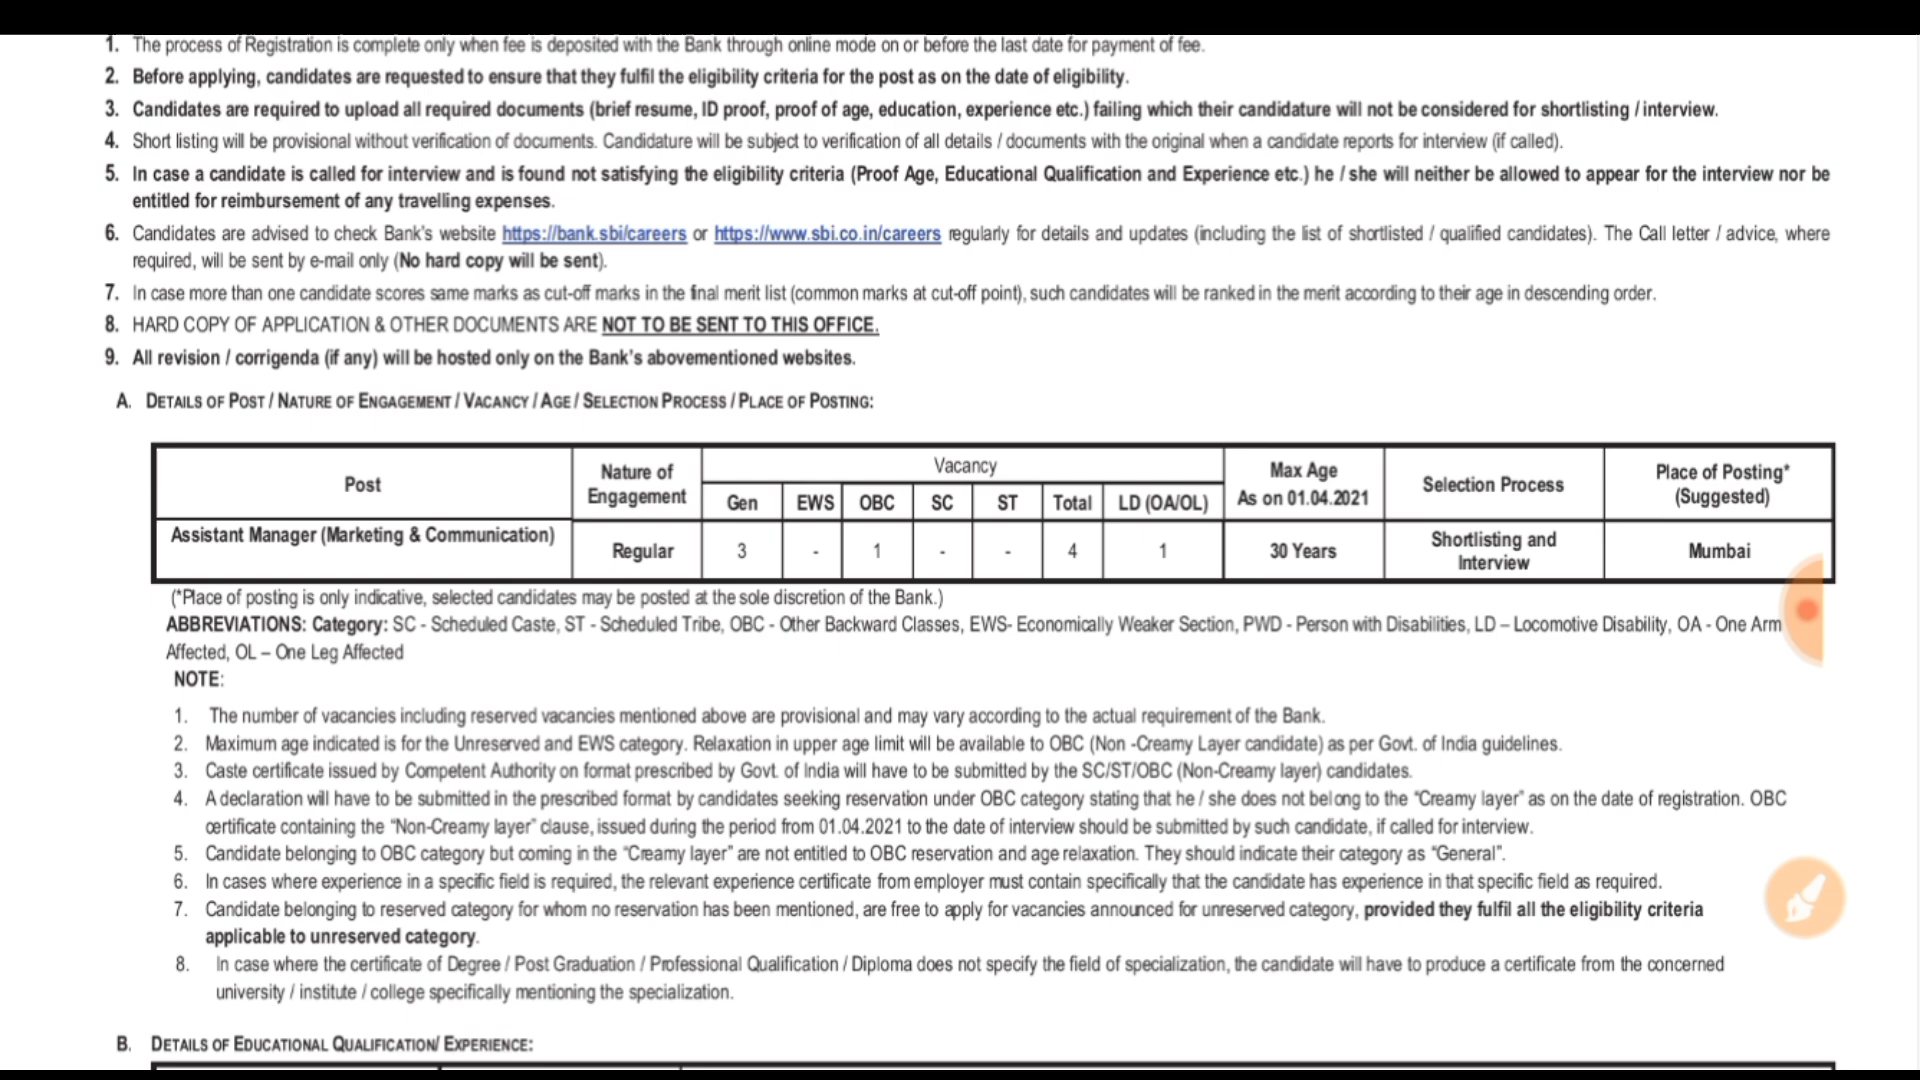 1. The process of Registration is complete only when fee is deposited with the Bank through online mode on or before the last date for payment of fee.
2. Before applying, candidates are requested to ensure that they fulfil the eligibility criteria for the post as on the date of eligibility.
3. Candidates are required to upload all required documents (brief resume, ID proof, proof of age, education, experience etc.) failing which their candidature will not be considered for shortlisting / interview.
4. Short listing will be provisional without verification of documents. Candidature will be subject to verification of all details / documents with the original when a candidate reports for interview (if called).
5. In case a candidate is called for interview and is found not satisfying the eligibility criteria (Proof Age, Educational Qualification and Experience etc.) he / she will neither be allowed to appear for the interview nor be
entitled for reimbursement of any travelling expenses.
6. Candidates are advised to check Bank's website https://bank.sbi/careers or https://www.sbi.co.in/careers regularly for details and updates (including the list of shortlisted / qualified candidates). The Call letter / advice, where
required, will be sent by e-mail only (No hard copy will be sent).
7. In case more than one candidate scores same marks as cut-off marks in the final merit list (common marks at cut-off point), such candidates will be ranked in the merit according to their age in descending order.
8. HARD COPY OF APPLICATION & OTHER DOCUMENTS ARE NOT TO BE SENT TO THIS OFFICE.
9. All revision / corrigenda (if any) will be hosted only on the Bank's abovementioned websites.
A. DETAILS OF POST / NATURE OF ENGAGEMENT / VACANCY / AGE / SELECTION PROCESS / PLACE OF POSTING:
Post Nature of Engagement Vacancy Max Age As on 01.04.2021 Selection Process Place of Posting* (Suggested)
Gen EWS OBC SC ST Total LD (OA/OL)
Assistant Manager (Marketing & Communication) Regular 3 - 1 - - 4 1 30 Years Shortlisting and Interview Mumbai
(*Place of posting is only indicative, selected candidates may be posted at the sole discretion of the Bank.)
ABBREVIATIONS: Category: SC - Scheduled Caste, ST - Scheduled Tribe, OBC - Other Backward Classes, EWS- Economically Weaker Section, PWD - Person with Disabilities, LD – Locomotive Disability, OA - One Arm
Affected, OL – One Leg Affected
NOTE:
1. The number of vacancies including reserved vacancies mentioned above are provisional and may vary according to the actual requirement of the Bank.
2. Maximum age indicated is for the Unreserved and EWS category. Relaxation in upper age limit will be available to OBC (Non -Creamy Layer candidate) as per Govt. of India guidelines.
3. Caste certificate issued by Competent Authority on format prescribed by Govt. of India will have to be submitted by the SC/ST/OBC (Non-Creamy layer) candidates.
4. A declaration will have to be submitted in the prescribed format by candidates seeking reservation under OBC category stating that he / she does not belong to the "Creamy layer" as on the date of registration. OBC
certificate containing the "Non-Creamy layer" clause, issued during the period from 01.04.2021 to the date of interview should be submitted by such candidate, if called for interview.
5. Candidate belonging to OBC category but coming in the "Creamy layer" are not entitled to OBC reservation and age relaxation. They should indicate their category as "General".
6. In cases where experience in a specific field is required, the relevant experience certificate from employer must contain specifically that the candidate has experience in that specific field as required.
7. Candidate belonging to reserved category for whom no reservation has been mentioned, are free to apply for vacancies announced for unreserved category, provided they fulfil all the eligibility criteria
applicable to unreserved category.
8. In case where the certificate of Degree / Post Graduation / Professional Qualification / Diploma does not specify the field of specialization, the candidate will have to produce a certificate from the concerned
university / institute / college specifically mentioning the specialization.
B. DETAILS OF EDUCATIONAL QUALIFICATION/ EXPERIENCE: